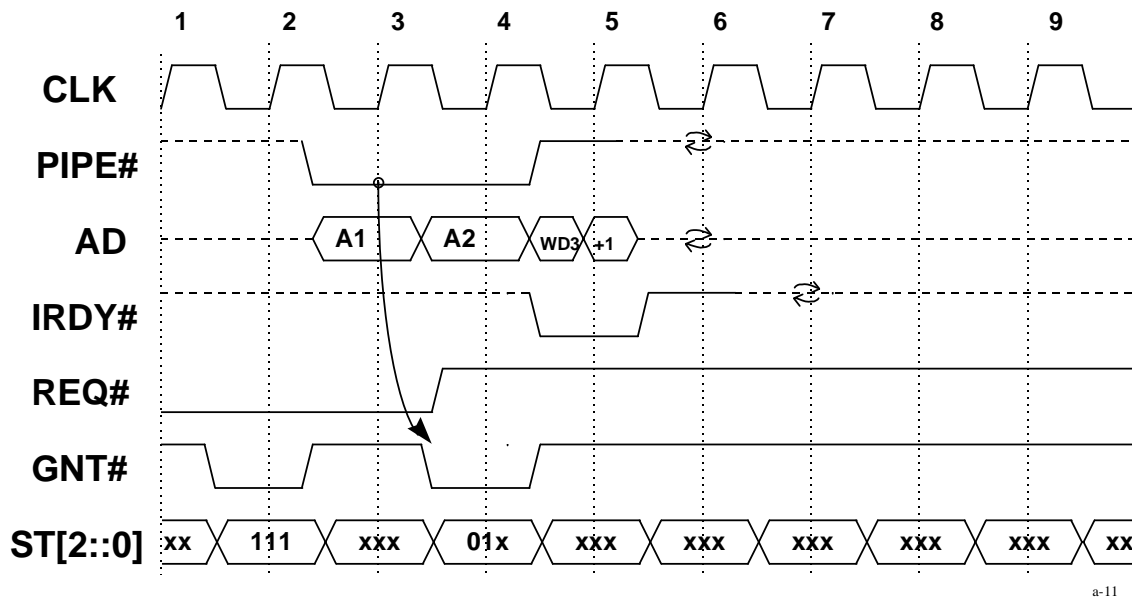 1 2 3 4 5 6 7 8 9
CLK
PIPE#
AD A1 A2 WD3 +1
IRDY#
REQ#
GNT#
ST[2::0] xx 111 xxx 01x xxx xxx xxx xxx xxx xx
a-11